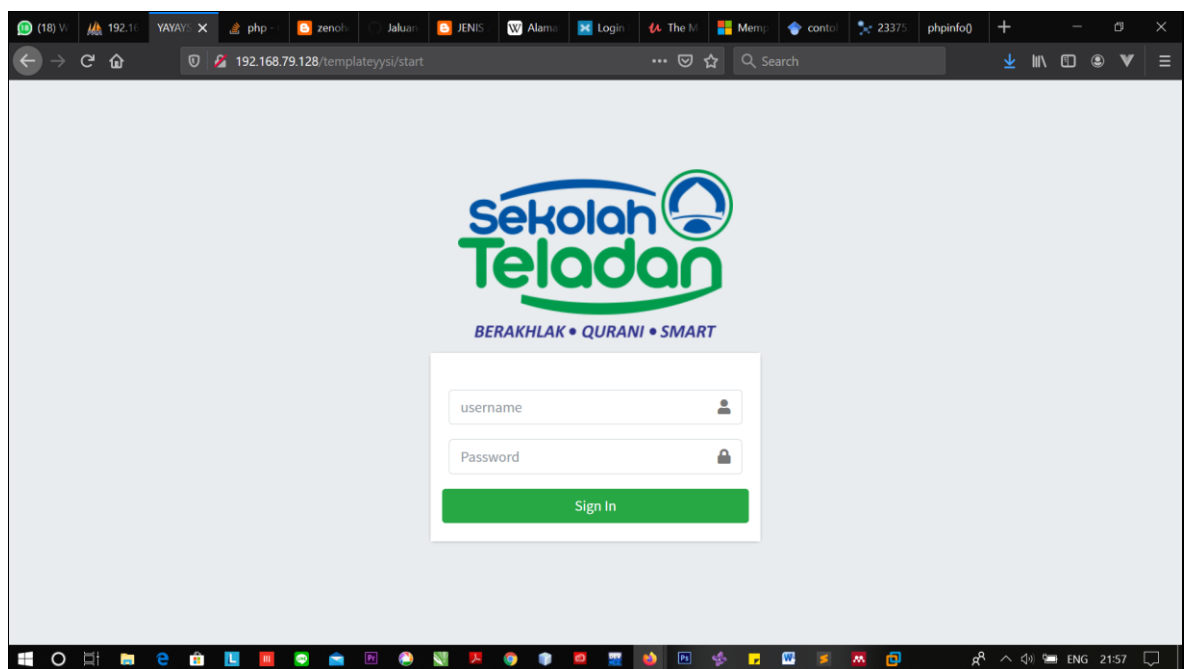 (18) W 192.16 YAYAYS php - zenoh Jaluan JENIS Alama Login The M Memp contol 23375 phpinfo()
192.168.79.128/templateyysi/start Search
Sekolah
Teladan
BERAKHLAK • QURANI • SMART
username
Password
Sign In
ENG 21:57